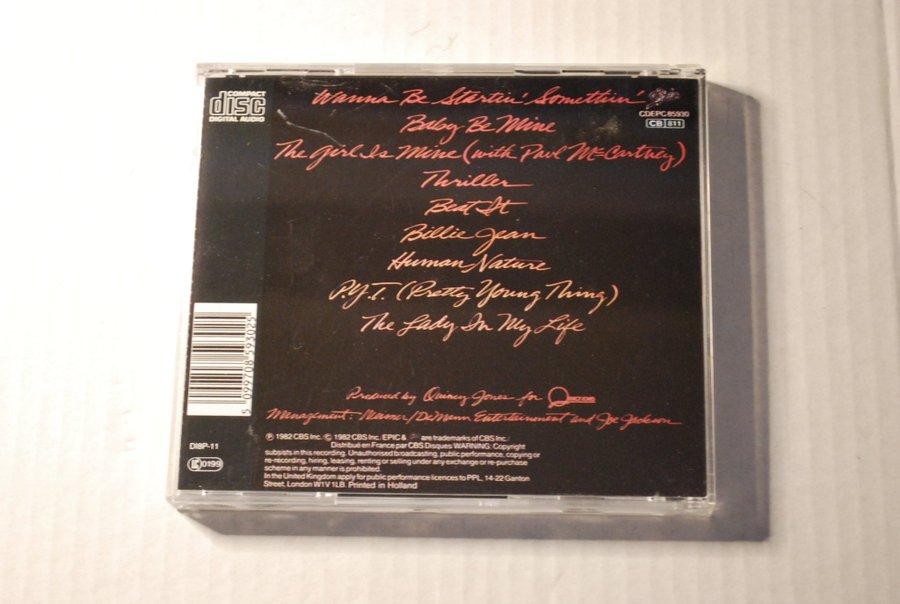 COMPACT
disc
DIGITAL AUDIO
Wanna Be Startin' Somethin'
Epic
CDEPC 85930
CB 811
Baby Be Mine
The Girl Is Mine (with Paul McCartney)
Thriller
Beat It
Billie Jean
Human Nature
P.Y.T. (Pretty Young Thing)
The Lady In My Life
5 099708 593025
Produced by Quincy Jones for
Management: /DeMann Entertainment and Joe Jackson
℗ 1982 CBS Inc. © 1982 CBS Inc. EPIC & are trademarks of CBS Inc./
Distribué en France par CBS Disques WARNING: Copyright
subsists in this recording. Unauthorised broadcasting, public performance, copying or
re-recording, hiring, leasing, renting or selling under any exchange or re-purchase
scheme in any manner is prohibited.
In the United Kingdom apply for public performance licences to PPL, 14-22 Ganton
Street, London W1V 1LB. Printed in Holland
DI8P-11
K 0199